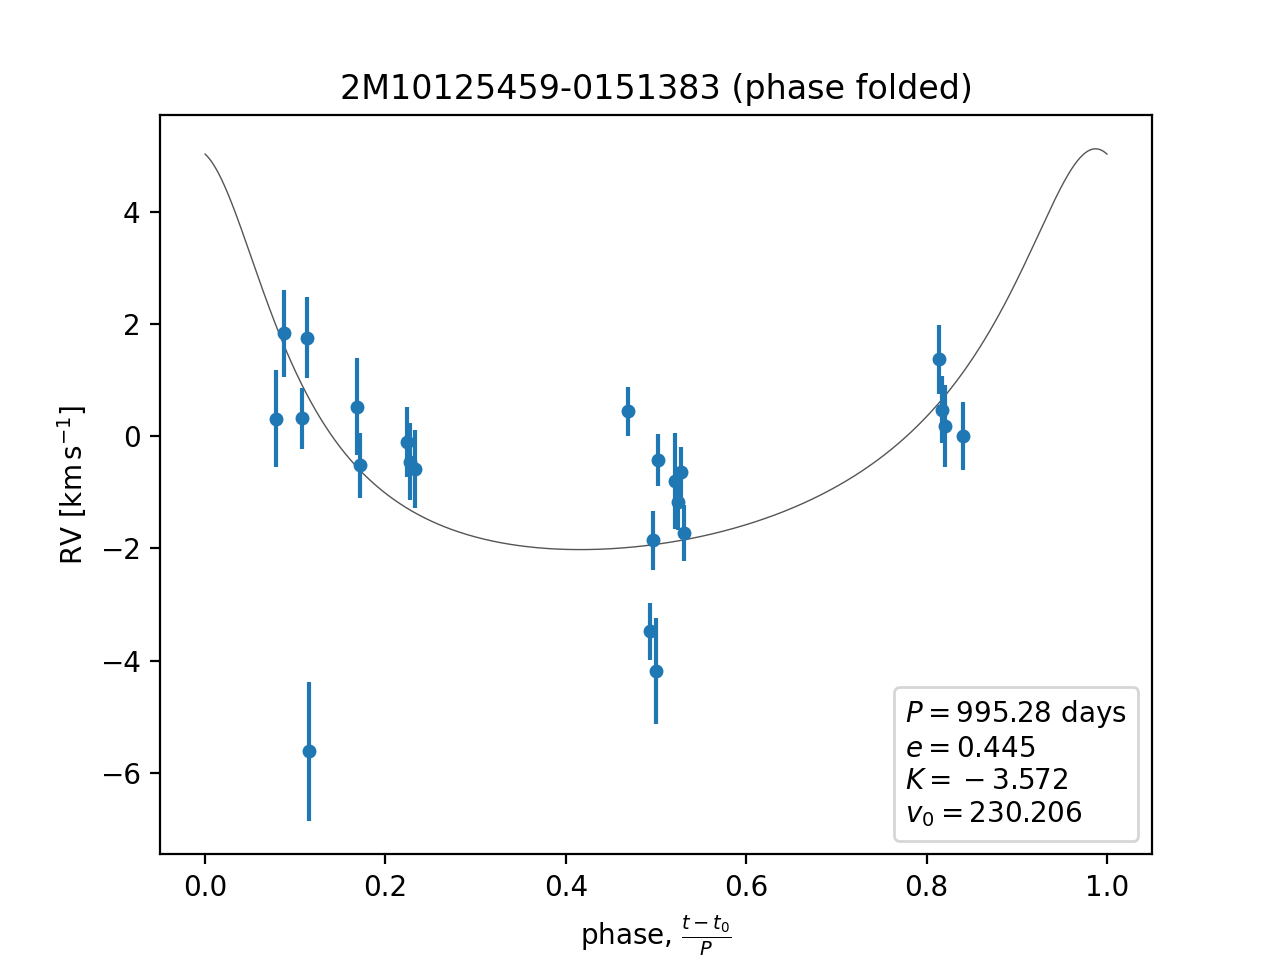 2M10125459-0151383 (phase folded)
RV [km s⁻¹]
4
2
0
−2
−4
−6
P = 995.28 days
e = 0.445
K = −3.572
v₀ = 230.206
0.0 0.2 0.4 0.6 0.8 1.0
phase, (t − t₀)/P